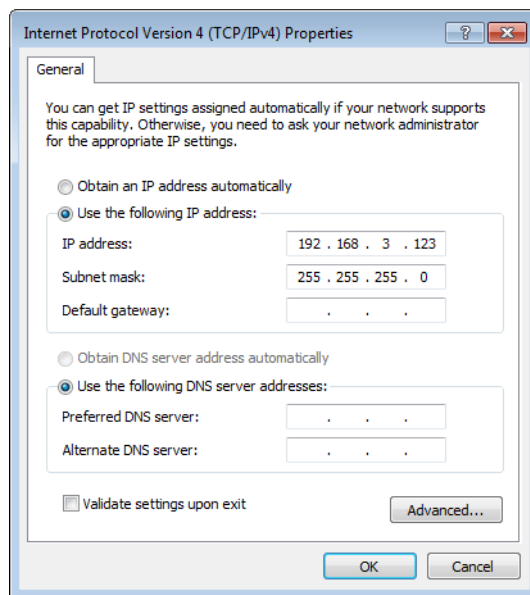 Internet Protocol Version 4 (TCP/IPv4) Properties
General
You can get IP settings assigned automatically if your network supports
this capability. Otherwise, you need to ask your network administrator
for the appropriate IP settings.
Obtain an IP address automatically
Use the following IP address:
IP address: 192 . 168 . 3 . 123
Subnet mask: 255 . 255 . 255 . 0
Default gateway: . . .
Obtain DNS server address automatically
Use the following DNS server addresses:
Preferred DNS server: . . .
Alternate DNS server: . . .
Validate settings upon exit
Advanced...
OK Cancel